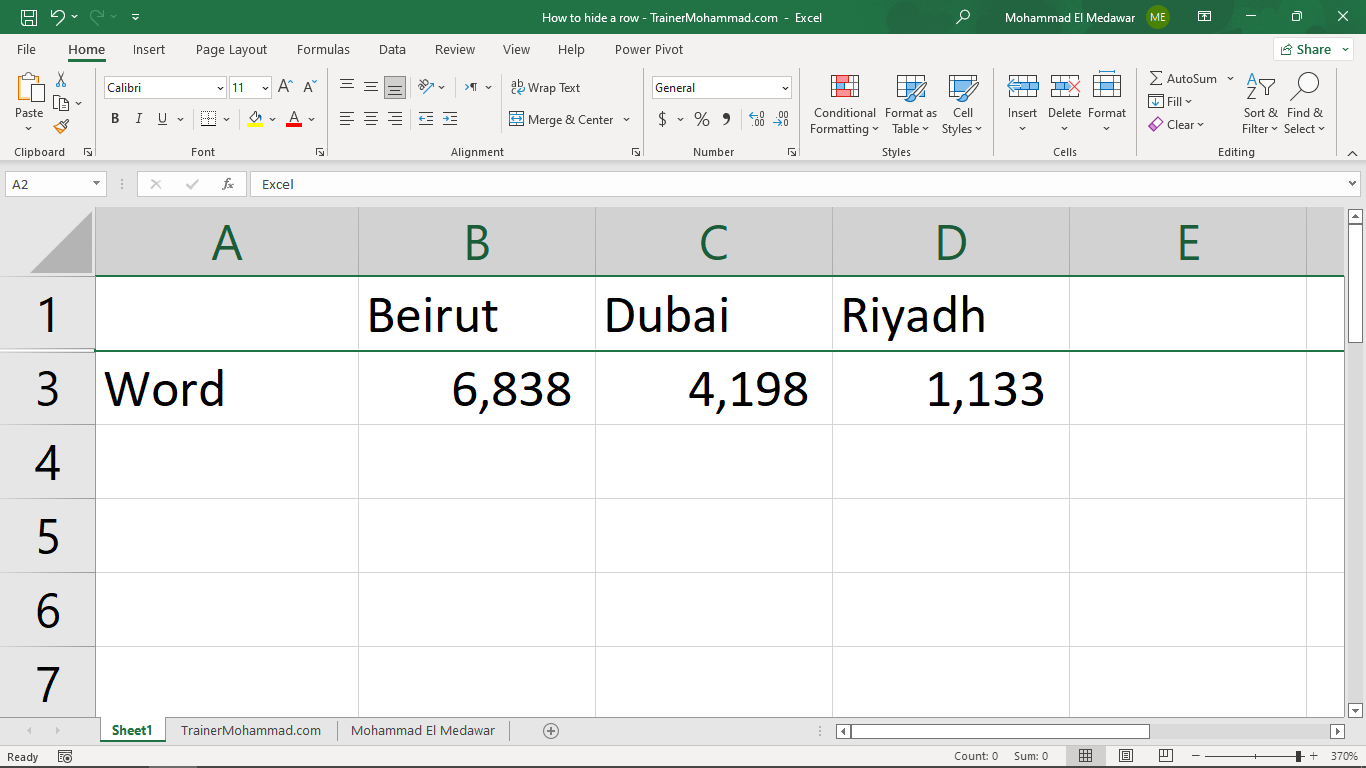 How to hide a row - TrainerMohammad.com - Excel
Mohammad El Medawar ME
File Home Insert Page Layout Formulas Data Review View Help Power Pivot Share
Calibri 11 ab Wrap Text General AutoSum
Paste Conditional Formatting Format as Table Cell Styles Insert Delete Format Fill Sort & Filter Find & Select
B I U A Merge & Center $ % Clear
Clipboard Font Alignment Number Styles Cells Editing
A2 fx Excel
A B C D E
1 Beirut Dubai Riyadh
3 Word 6,838 4,198 1,133
4
5
6
7
Sheet1 TrainerMohammad.com Mohammad El Medawar
Ready Count: 0 Sum: 0 370%